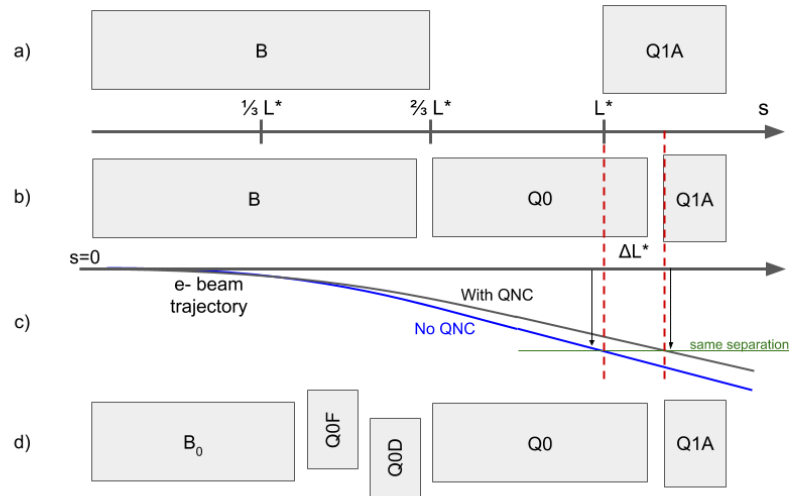 a)
B
Q1A
⅓ L*
⅔ L*
L*
s
b)
B
Q0
Q1A
s=0
ΔL*
e- beam
trajectory
With QNC
c)
No QNC
same separation
d)
B₀
Q0F
Q0D
Q0
Q1A